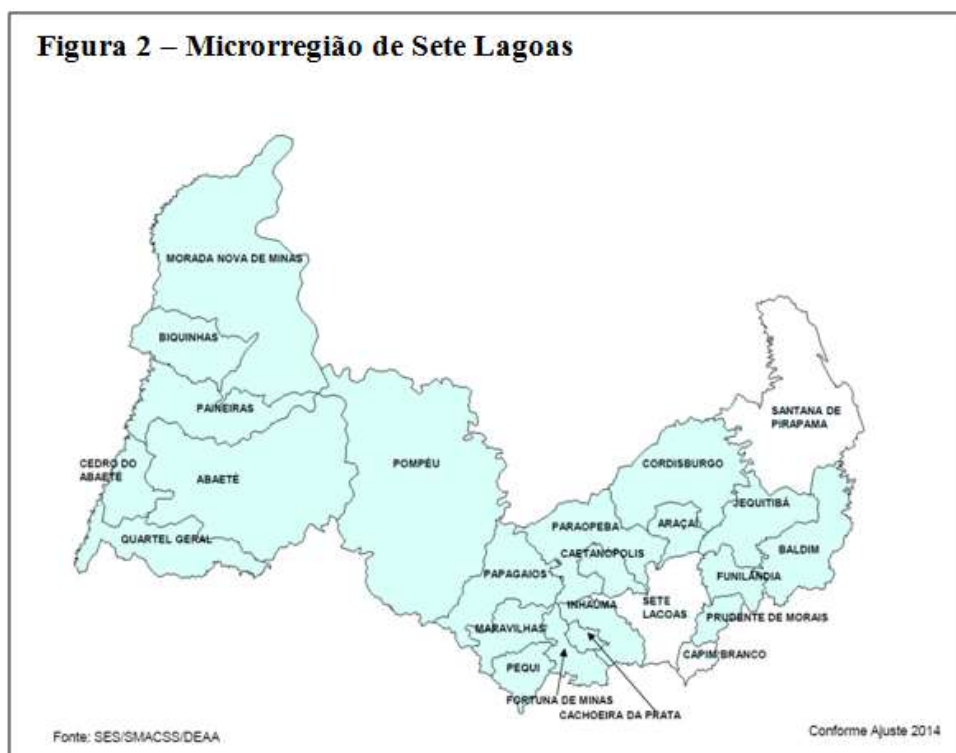 Figura 2 – Microrregião de Sete Lagoas
MORADA NOVA DE MINAS
BIQUINHAS
PAINEIRAS
SANTANA DE
PIRAPAMA
CEDRO DO
ABAETÉ
ABAETÉ
POMPÉU
CORDISBURGO
JEQUITIBÁ
QUARTEL GERAL
PARAOPEBA
ARAÇAÍ
CAETANOPOLIS
BALDIM
PAPAGAIOS
FUNILÂNDIA
INHAÚMA
SETE
LAGOAS
PRUDENTE DE MORAIS
MARAVILHAS
CAPIM BRANCO
PEQUI
FORTUNA DE MINAS
CACHOEIRA DA PRATA
Fonte: SES/SMACSS/DEAA
Conforme Ajuste 2014